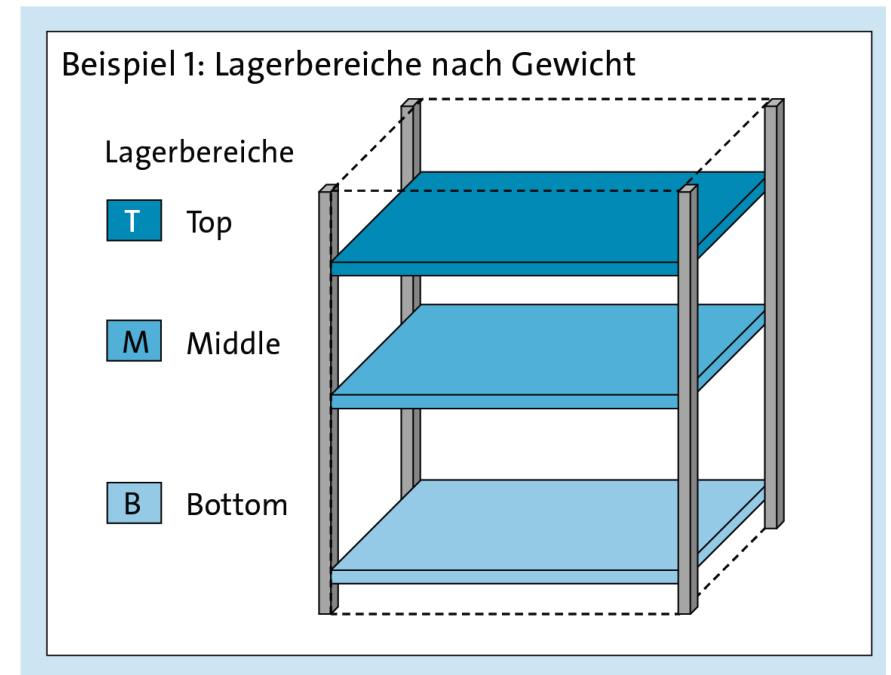 Beispiel 1: Lagerbereiche nach Gewicht
Lagerbereiche
T Top
M Middle
B Bottom